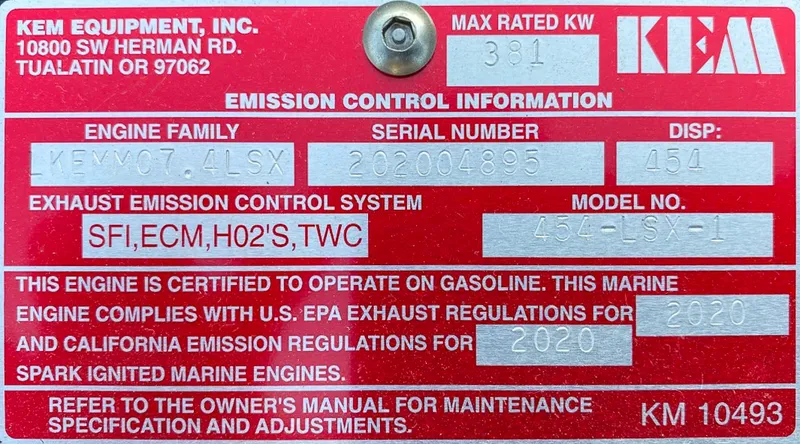 KEM EQUIPMENT, INC.
10800 SW HERMAN RD.
TUALATIN OR 97062
MAX RATED KW
381
KEM
EMISSION CONTROL INFORMATION
ENGINE FAMILY
SERIAL NUMBER
DISP:
LKEMM07.4LSX
202004895
454
EXHAUST EMISSION CONTROL SYSTEM
MODEL NO.
SFI,ECM,H02'S,TWC
454-LSX-1
THIS ENGINE IS CERTIFIED TO OPERATE ON GASOLINE. THIS MARINE
ENGINE COMPLIES WITH U.S. EPA EXHAUST REGULATIONS FOR 2020
AND CALIFORNIA EMISSION REGULATIONS FOR 2020
SPARK IGNITED MARINE ENGINES.
REFER TO THE OWNER'S MANUAL FOR MAINTENANCE
SPECIFICATION AND ADJUSTMENTS.
KM 10493